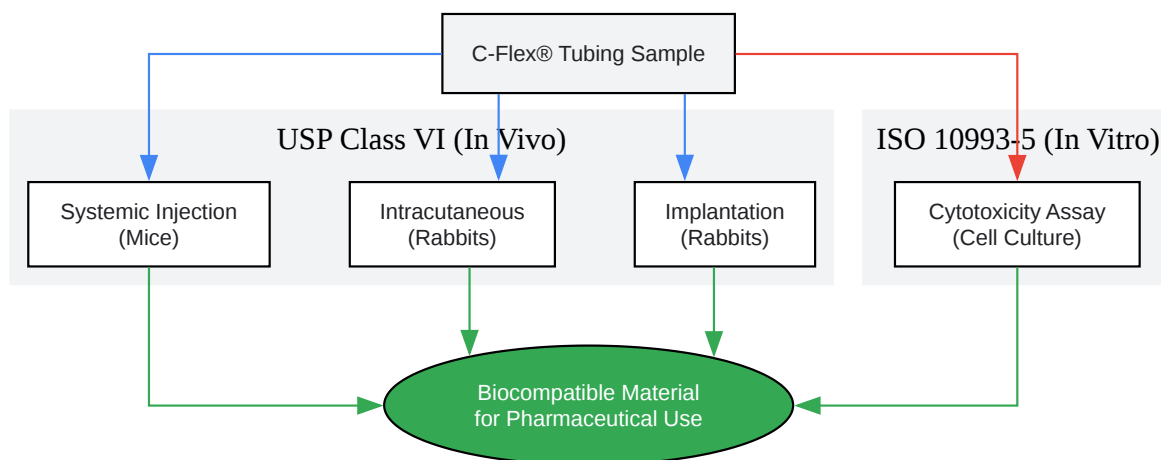 C-Flex® Tubing Sample
USP Class VI (In Vivo)
ISO 10993-5 (In Vitro)
Systemic Injection
(Mice)
Intracutaneous
(Rabbits)
Implantation
(Rabbits)
Cytotoxicity Assay
(Cell Culture)
Biocompatible Material
for Pharmaceutical Use